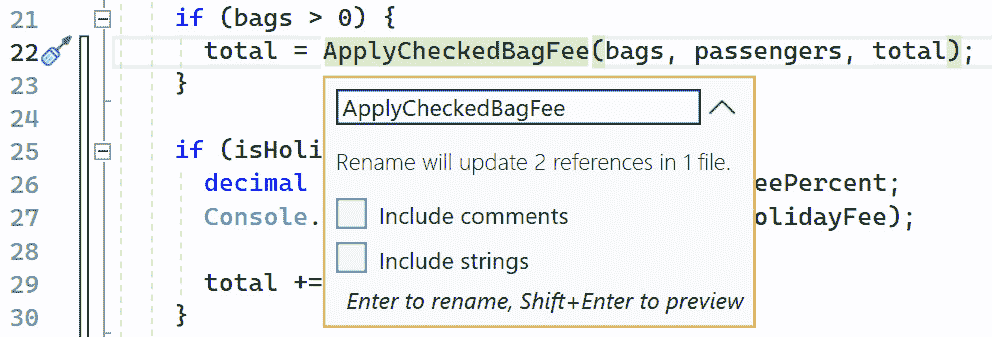 21 if (bags > 0) {
22 total = ApplyCheckedBagFee(bags, passengers, total);
23 }
ApplyCheckedBagFee
24
25 if (isHoli
Rename will update 2 references in 1 file.
26 decimal eePercent;
27 Console. olidayFee);
Include comments
28
Include strings
29 total +=
Enter to rename, Shift+Enter to preview
30 }